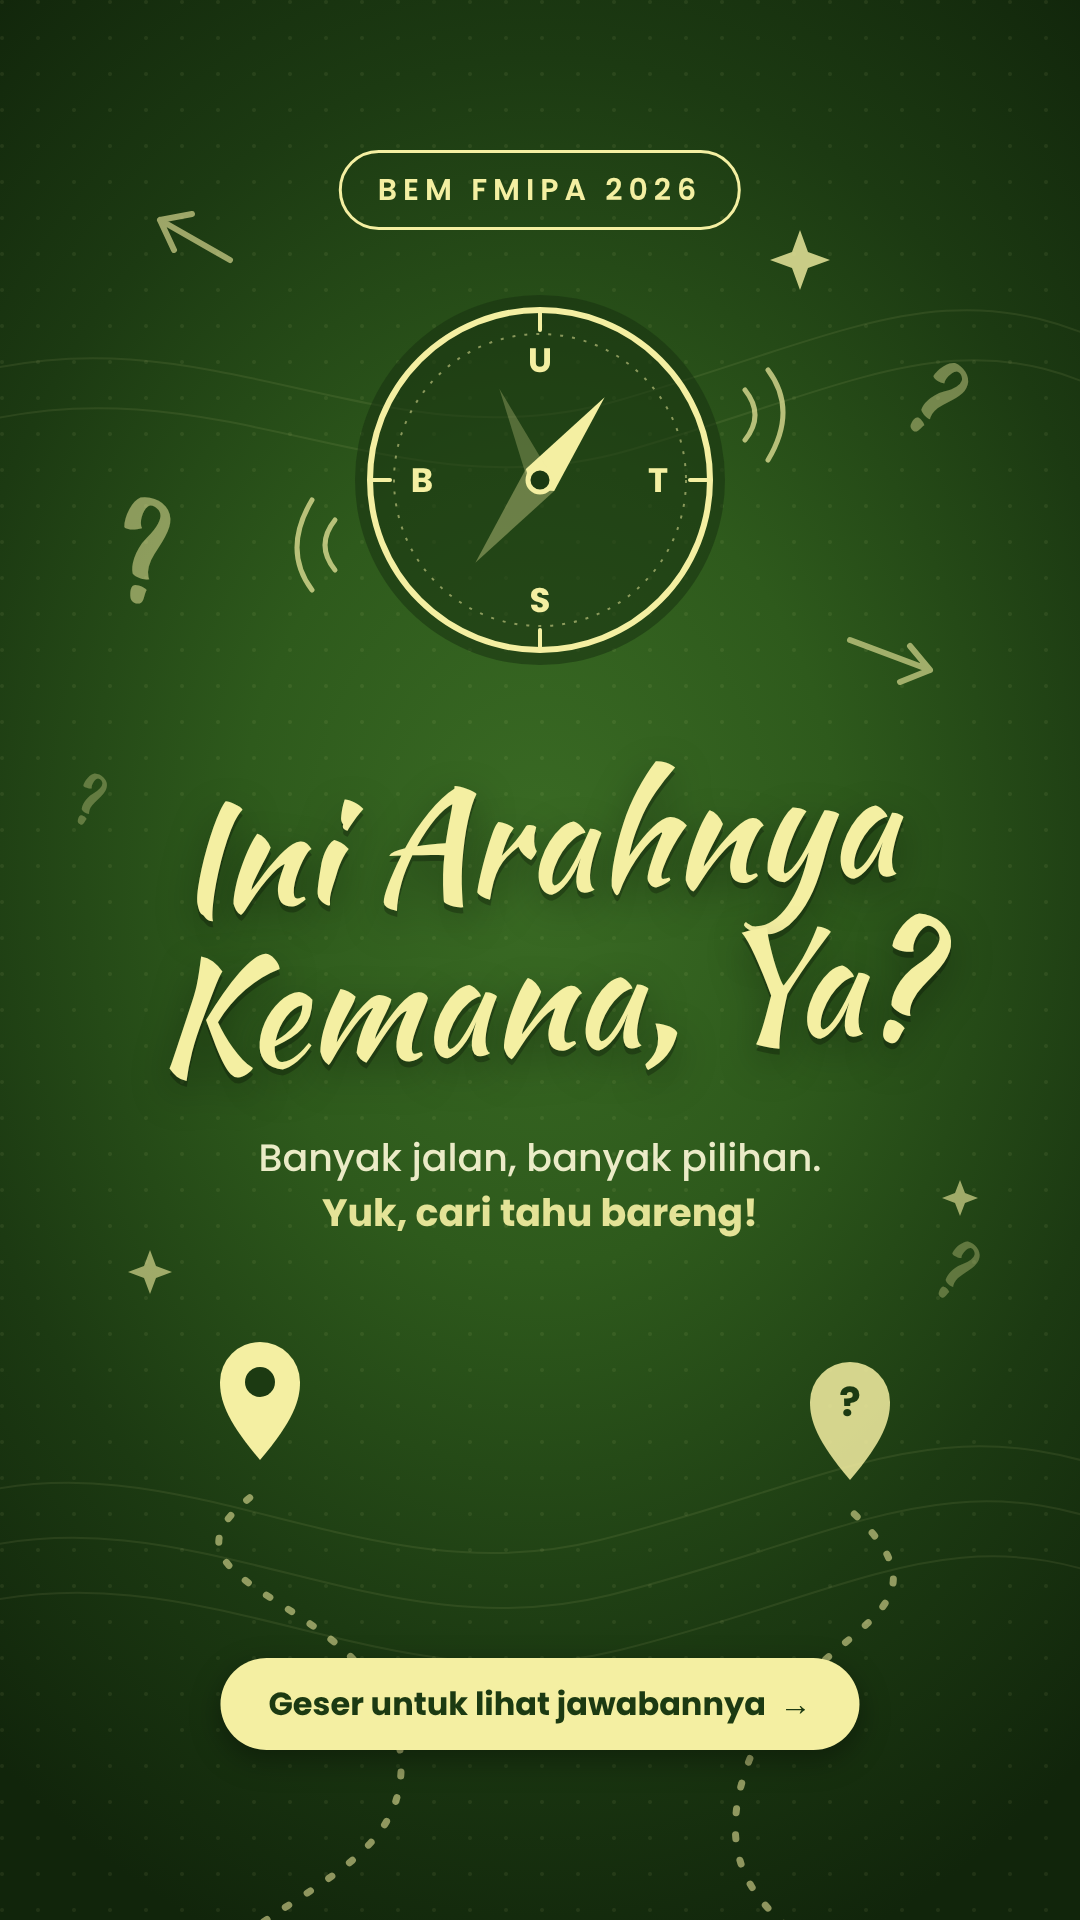 BEM FMIPA 2026
U
B T
S
?
?
?
Ini Arahnya
Kemana, Ya?
Banyak jalan, banyak pilihan.
Yuk, cari tahu bareng!
?
?
Geser untuk lihat jawabannya →